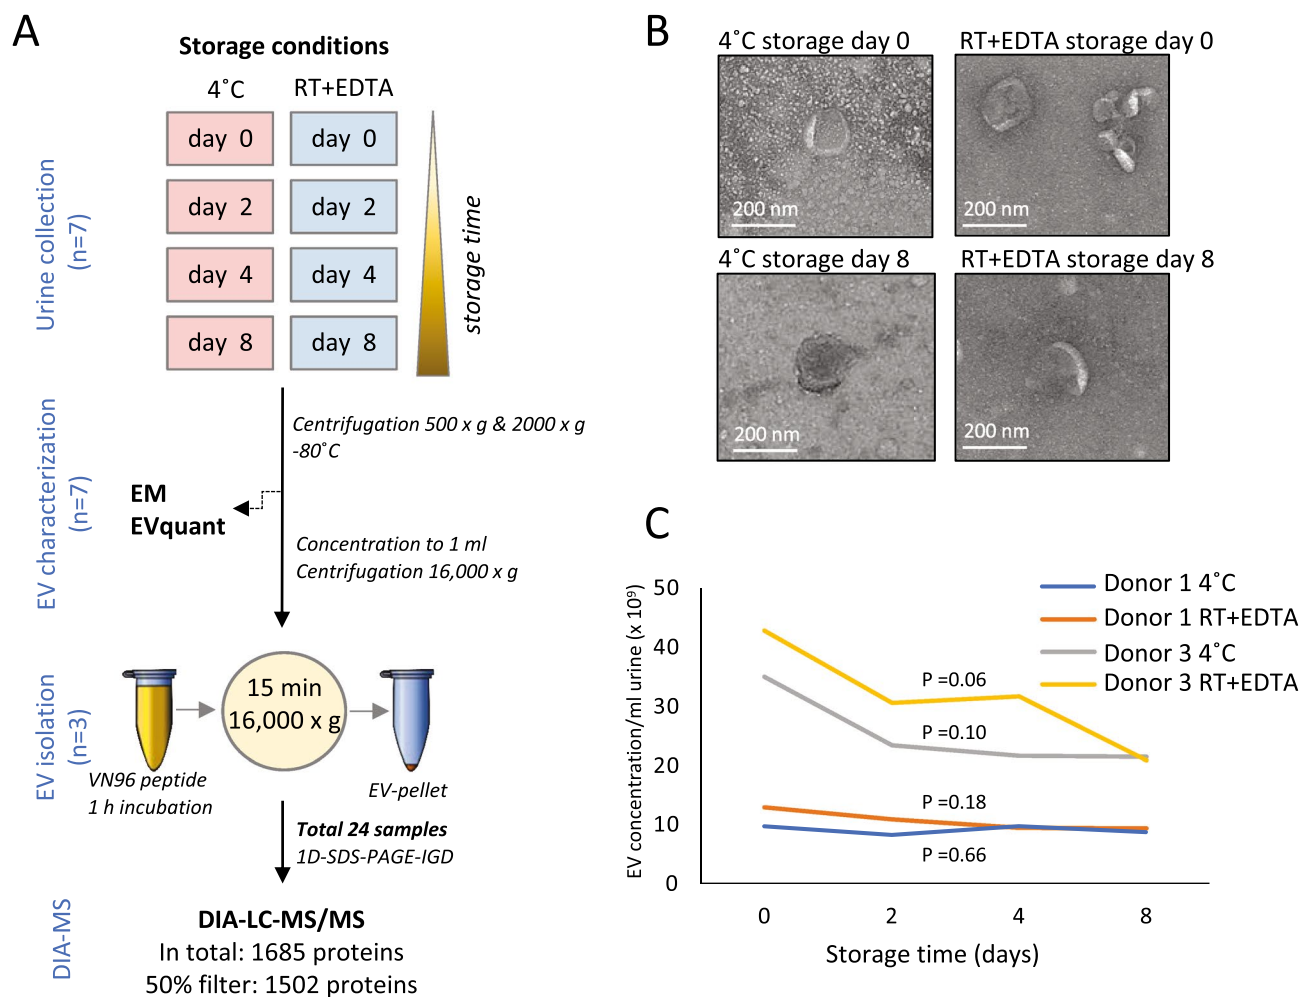 A
Storage conditions
4˚C
RT+EDTA
day 0
day 0
day 2
day 2
day 4
day 4
day 8
day 8
storage time
Urine collection
(n=7)
Centrifugation 500 x g & 2000 x g
-80˚C
EV characterization
(n=7)
EM
EVquant
Concentration to 1 ml
Centrifugation 16,000 x g
EV isolation
(n=3)
15 min
16,000 x g
VN96 peptide
1 h incubation
EV-pellet
Total 24 samples
1D-SDS-PAGE-IGD
DIA-MS
DIA-LC-MS/MS
In total: 1685 proteins
50% filter: 1502 proteins
B
4˚C storage day 0
RT+EDTA storage day 0
200 nm
200 nm
4˚C storage day 8
RT+EDTA storage day 8
200 nm
200 nm
C
EV concentration/ml urine (x 10⁹)
50
40
30
20
10
0
Donor 1 4˚C
Donor 1 RT+EDTA
Donor 3 4˚C
Donor 3 RT+EDTA
P =0.06
P =0.10
P =0.18
P =0.66
0
2
4
8
Storage time (days)